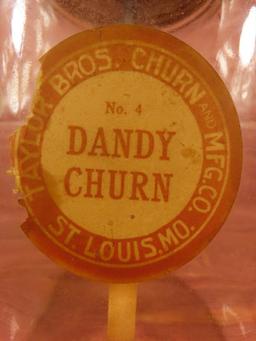 TAYLOR BROS. CHURN AND MFG. CO.
No. 4
DANDY
CHURN
ST. LOUIS, MO.